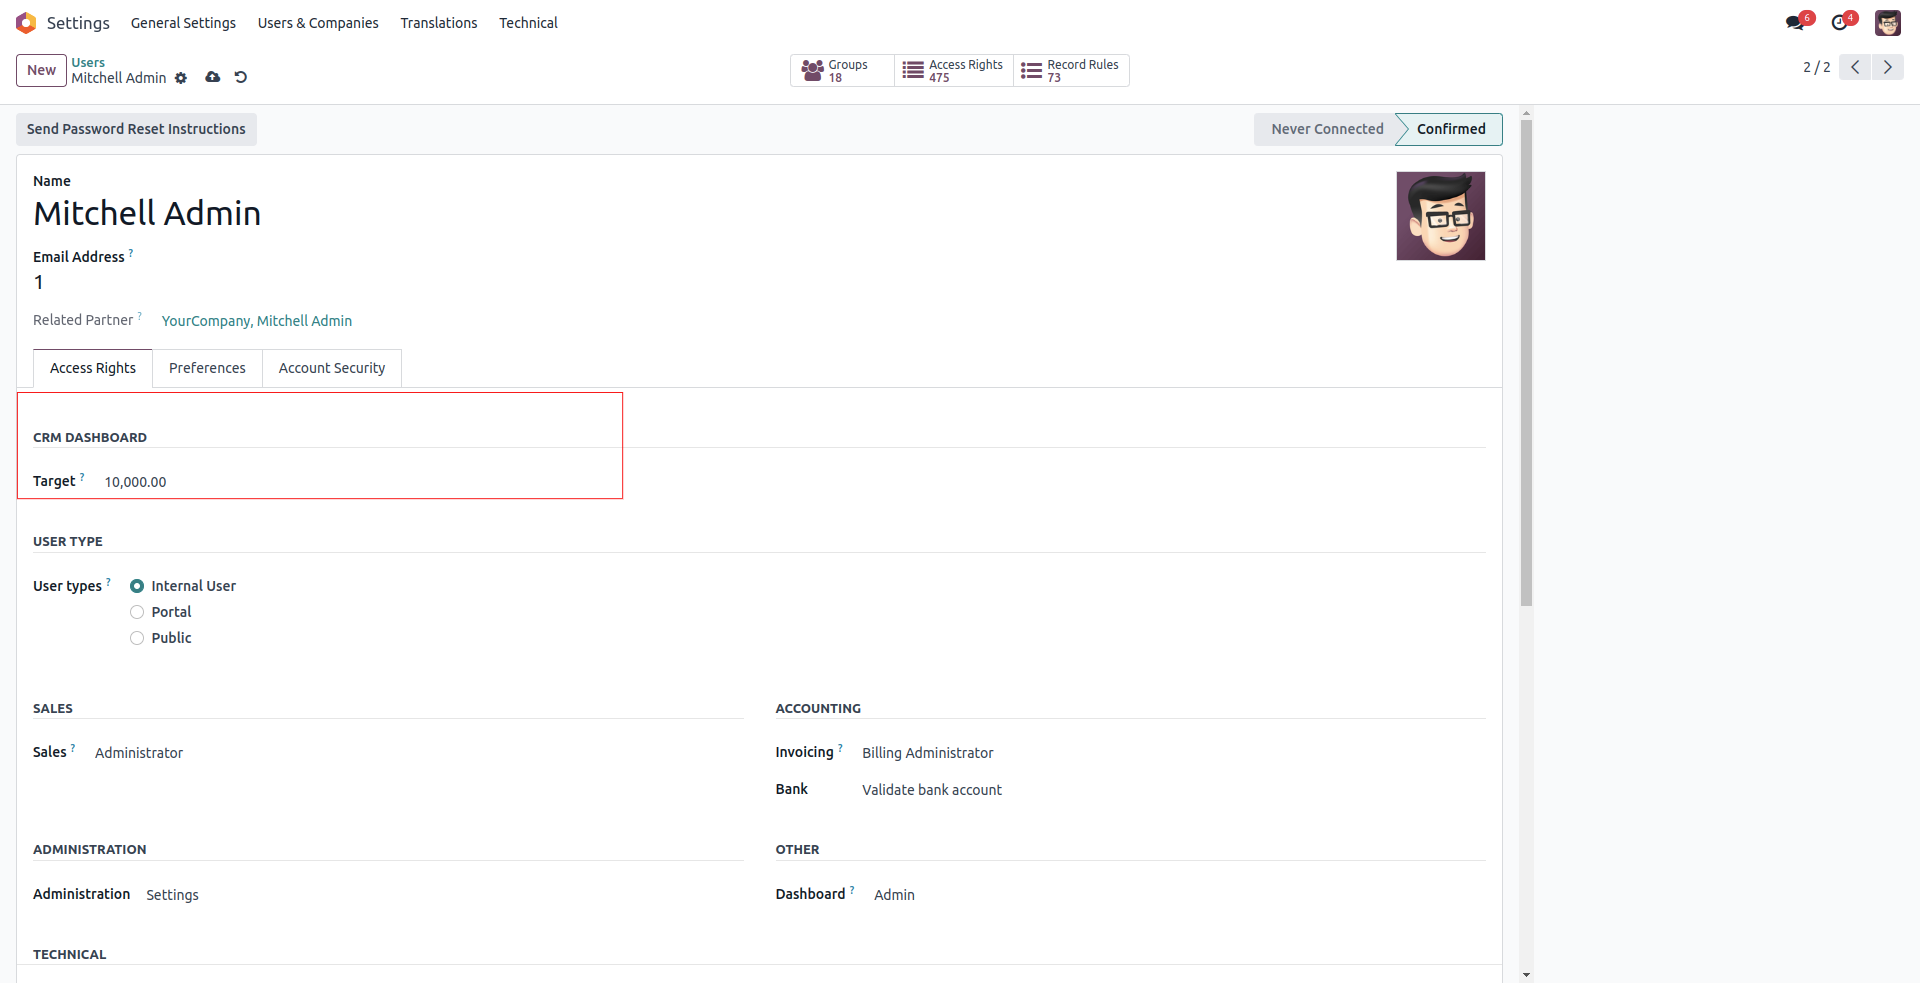 Settings General Settings Users & Companies Translations Technical 6 4
New Users Groups 18 Access Rights 475 Record Rules 73 2 / 2
Mitchell Admin
Send Password Reset Instructions Never Connected Confirmed
Name
Mitchell Admin
Email Address ?
1
Related Partner ? YourCompany, Mitchell Admin
Access Rights Preferences Account Security
CRM DASHBOARD
Target ? 10,000.00
USER TYPE
User types ? Internal User
Portal
Public
SALES ACCOUNTING
Sales ? Administrator Invoicing ? Billing Administrator
Bank Validate bank account
ADMINISTRATION OTHER
Administration Settings Dashboard ? Admin
TECHNICAL